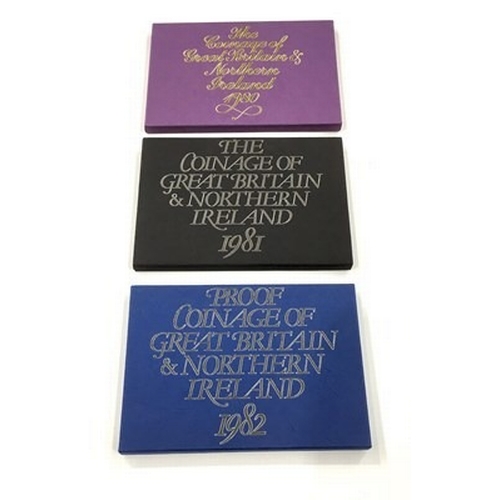 The
Coinage of
Great Britain &
Northern
Ireland
1980
THE
COINAGE OF
GREAT BRITAIN
& NORTHERN
IRELAND
1981
PROOF
COINAGE OF
GREAT BRITAIN
& NORTHERN
IRELAND
1982